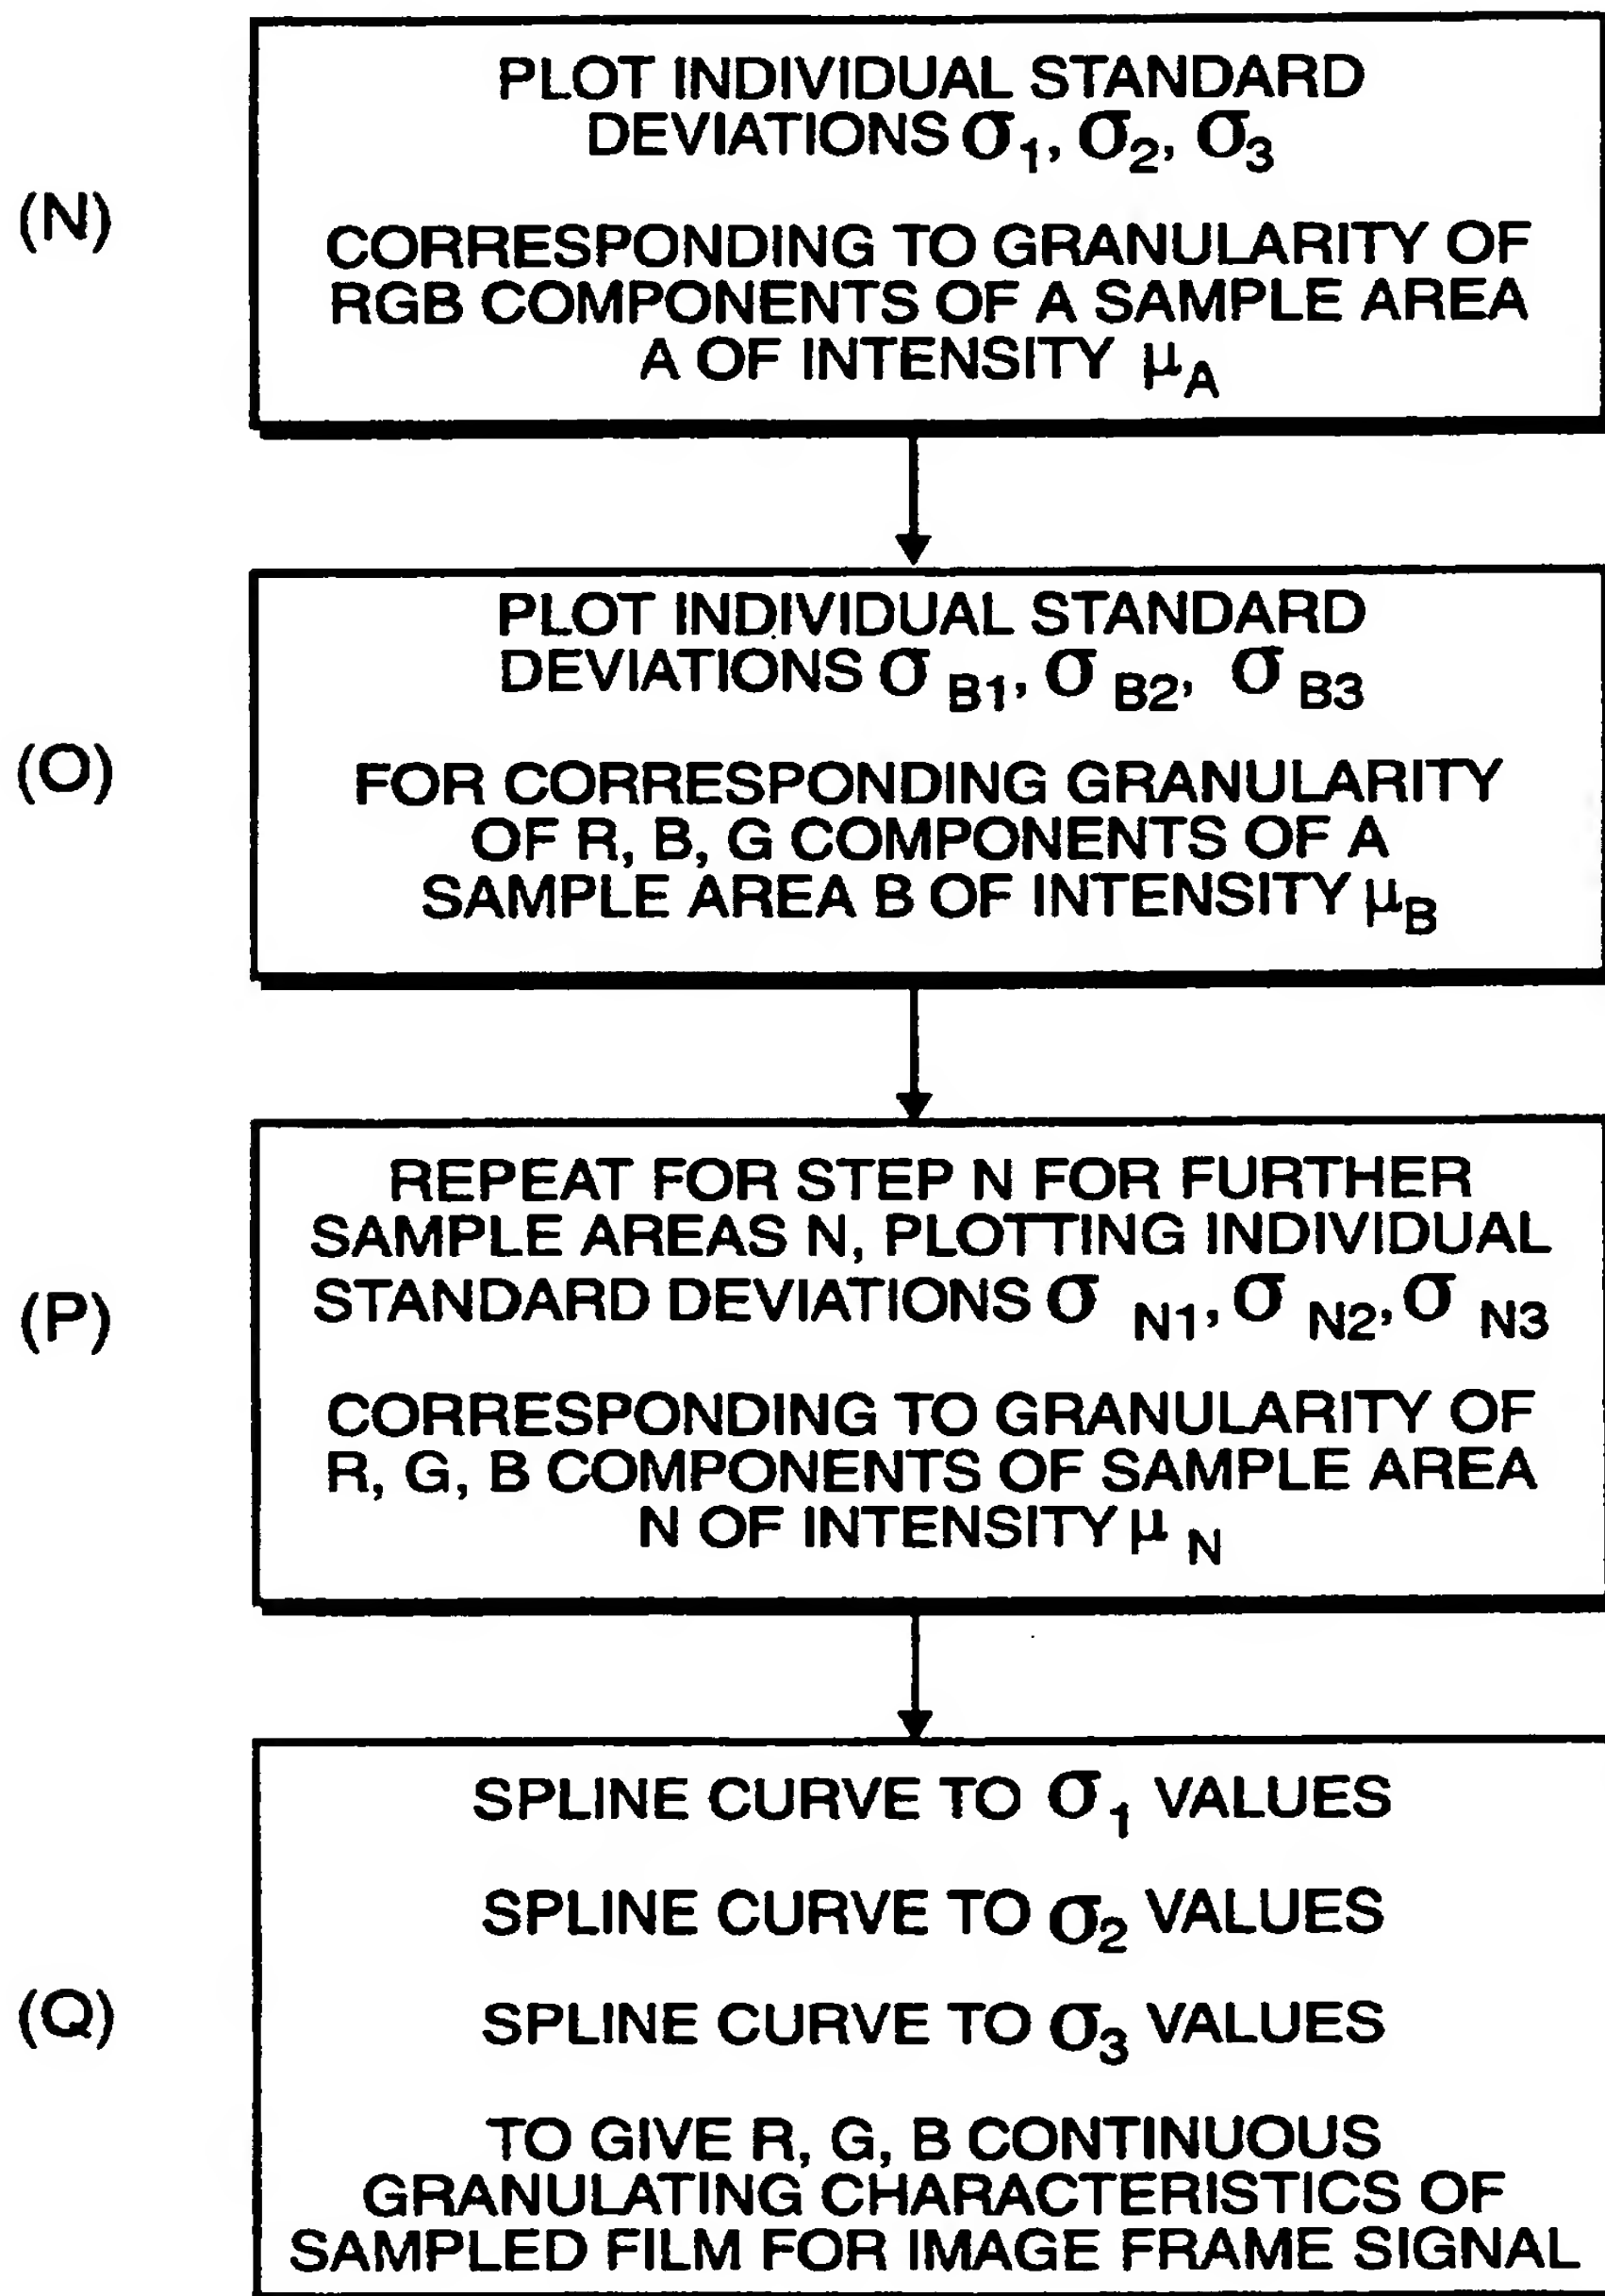 (N)
PLOT INDIVIDUAL STANDARD
DEVIATIONS σ1, σ2, σ3
CORRESPONDING TO GRANULARITY OF
RGB COMPONENTS OF A SAMPLE AREA
A OF INTENSITY μA
(O)
PLOT INDIVIDUAL STANDARD
DEVIATIONS σ B1, σ B2, σ B3
FOR CORRESPONDING GRANULARITY
OF R, B, G COMPONENTS OF A
SAMPLE AREA B OF INTENSITY μB
(P)
REPEAT FOR STEP N FOR FURTHER
SAMPLE AREAS N, PLOTTING INDIVIDUAL
STANDARD DEVIATIONS σ N1, σ N2, σ N3
CORRESPONDING TO GRANULARITY OF
R, G, B COMPONENTS OF SAMPLE AREA
N OF INTENSITY μ N
(Q)
SPLINE CURVE TO σ1 VALUES
SPLINE CURVE TO σ2 VALUES
SPLINE CURVE TO σ3 VALUES
TO GIVE R, G, B CONTINUOUS
GRANULATING CHARACTERISTICS OF
SAMPLED FILM FOR IMAGE FRAME SIGNAL